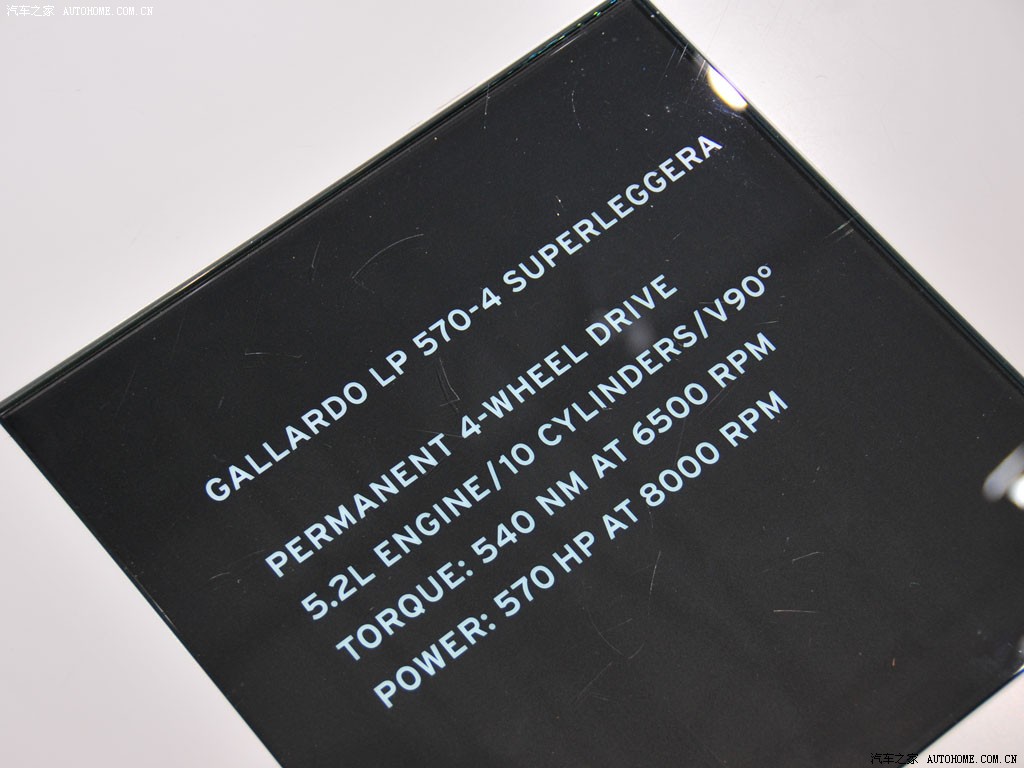 汽车之家 AUTOHOME.COM.CN
GALLARDO LP 570-4 SUPERLEGGERA
PERMANENT 4-WHEEL DRIVE
5.2L ENGINE/10 CYLINDERS/V90°
TORQUE: 540 NM AT 6500 RPM
POWER: 570 HP AT 8000 RPM
汽车之家 AUTOHOME.COM.CN